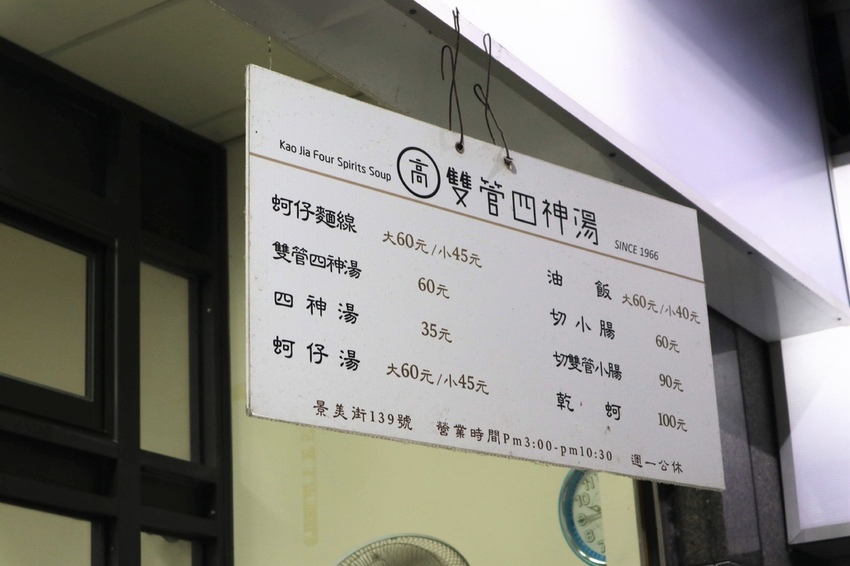 Kao Jia Four Spirits Soup 高 雙管四神湯 SINCE 1966
蚵仔麵線 大60元/小45元
雙管四神湯 60元
四神湯 35元
蚵仔湯 大60元/小45元
油飯 大60元/小40元
切小腸 60元
切雙管小腸 90元
乾蚵 100元
景美街139號 營業時間Pm3:00-pm10:30 週一公休